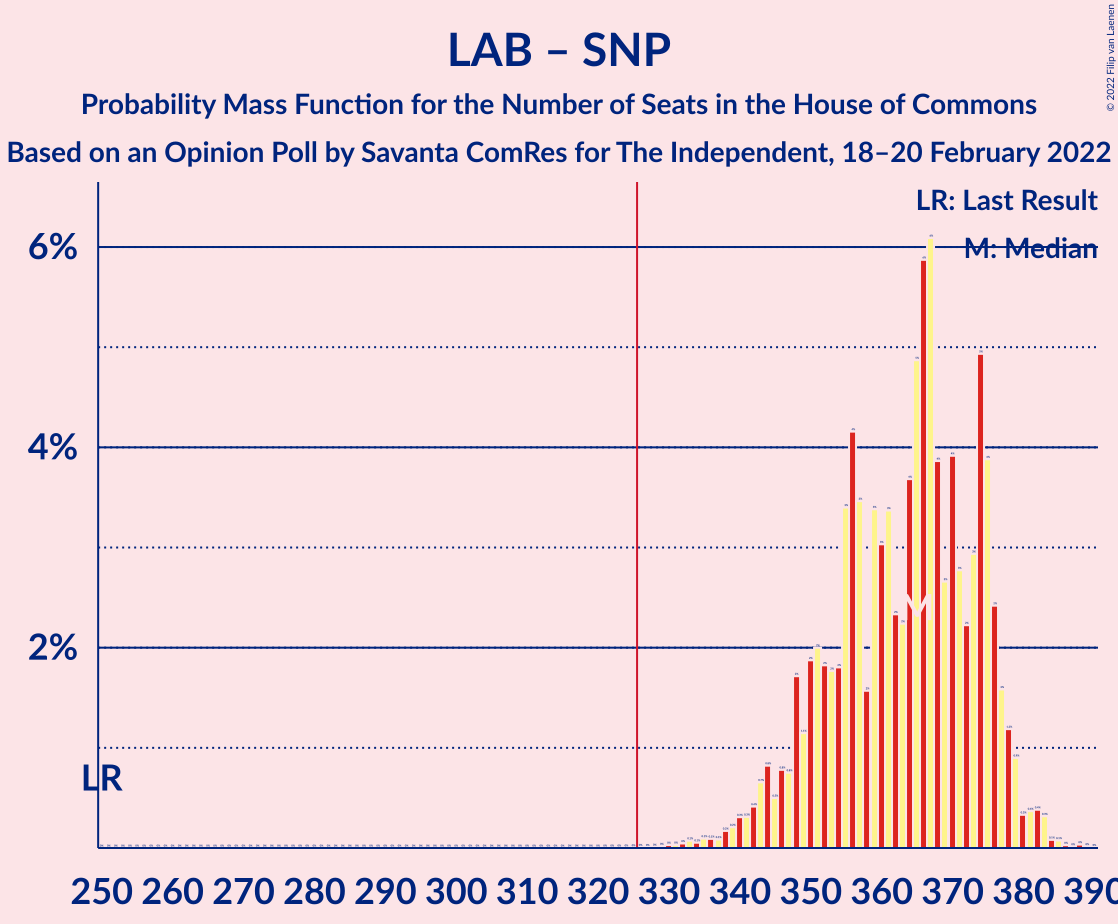 LAB – SNP
Probability Mass Function for the Number of Seats in the House of Commons
Based on an Opinion Poll by Savanta ComRes for The Independent, 18–20 February 2022
© 2022 Filip van Laenen
LR: Last Result
M: Median
6%
4%
2%
M
LR
250 260 270 280 290 300 310 320 330 340 350 360 370 380 390